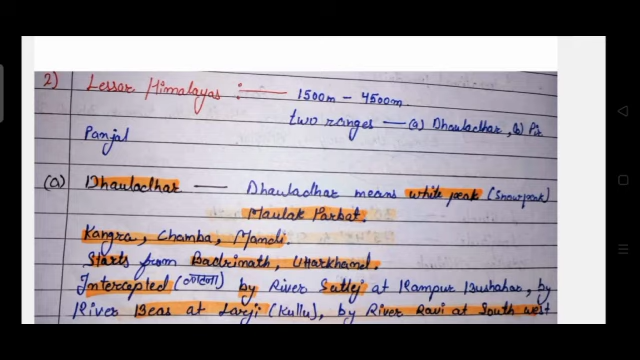 2) Lesser Himalayas :— 1500m – 4500m
two ranges — (a) Dhauladhar, (b) Pir
Panjal
(a) Dhauladhar — Dhauladhar means white peak (snowpeak)
Maulak Parbat.
Kangra, Chamba, Mandi.
Starts from Badrinath, Uttarkhand.
Intercepted (काटना) by River Sutlej at Rampur Bushahar, by
River Beas at Larji (Kullu), by River Ravi at South west